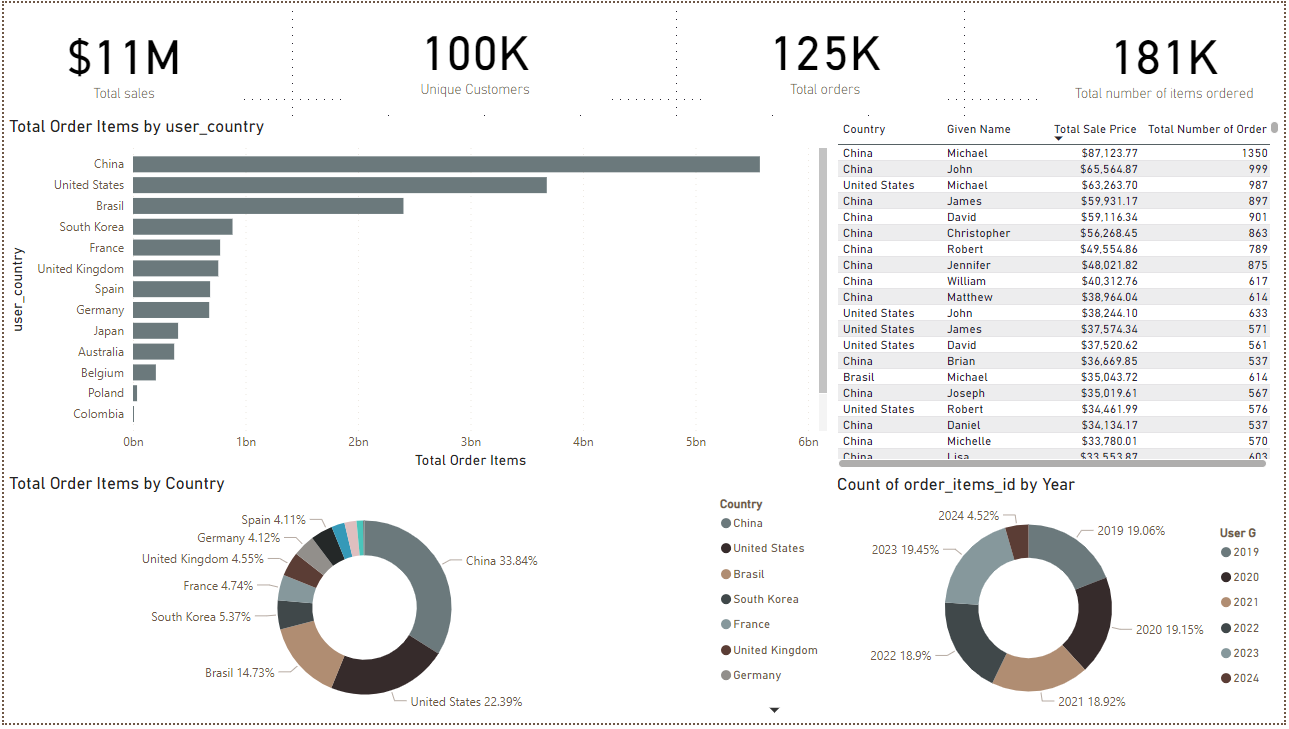 $11M
Total sales
100K
Unique Customers
125K
Total orders
181K
Total number of items ordered
Total Order Items by user_country
user_country
China
United States
Brasil
South Korea
France
United Kingdom
Spain
Germany
Japan
Australia
Belgium
Poland
Colombia
0bn 1bn 2bn 3bn 4bn 5bn 6bn
Total Order Items
Country Given Name Total Sale Price Total Number of Order
China Michael $87,123.77 1350
China John $65,564.87 999
United States Michael $63,263.70 987
China James $59,931.17 897
China David $59,116.34 901
China Christopher $56,268.45 863
China Robert $49,554.86 789
China Jennifer $48,021.82 875
China William $40,312.76 617
China Matthew $38,964.04 614
United States John $38,244.10 633
United States James $37,574.34 571
United States David $37,520.62 561
China Brian $36,669.85 537
Brasil Michael $35,043.72 614
China Joseph $35,019.61 567
United States Robert $34,461.99 576
China Daniel $34,134.17 537
China Michelle $33,780.01 570
China Lisa $33,553.87 603
Total Order Items by Country
Spain 4.11%
Germany 4.12%
United Kingdom 4.55%
France 4.74%
South Korea 5.37%
Brasil 14.73%
China 33.84%
United States 22.39%
Country
China
United States
Brasil
South Korea
France
United Kingdom
Germany
Count of order_items_id by Year
2024 4.52%
2023 19.45%
2022 18.9%
2019 19.06%
2020 19.15%
2021 18.92%
User G
2019
2020
2021
2022
2023
2024